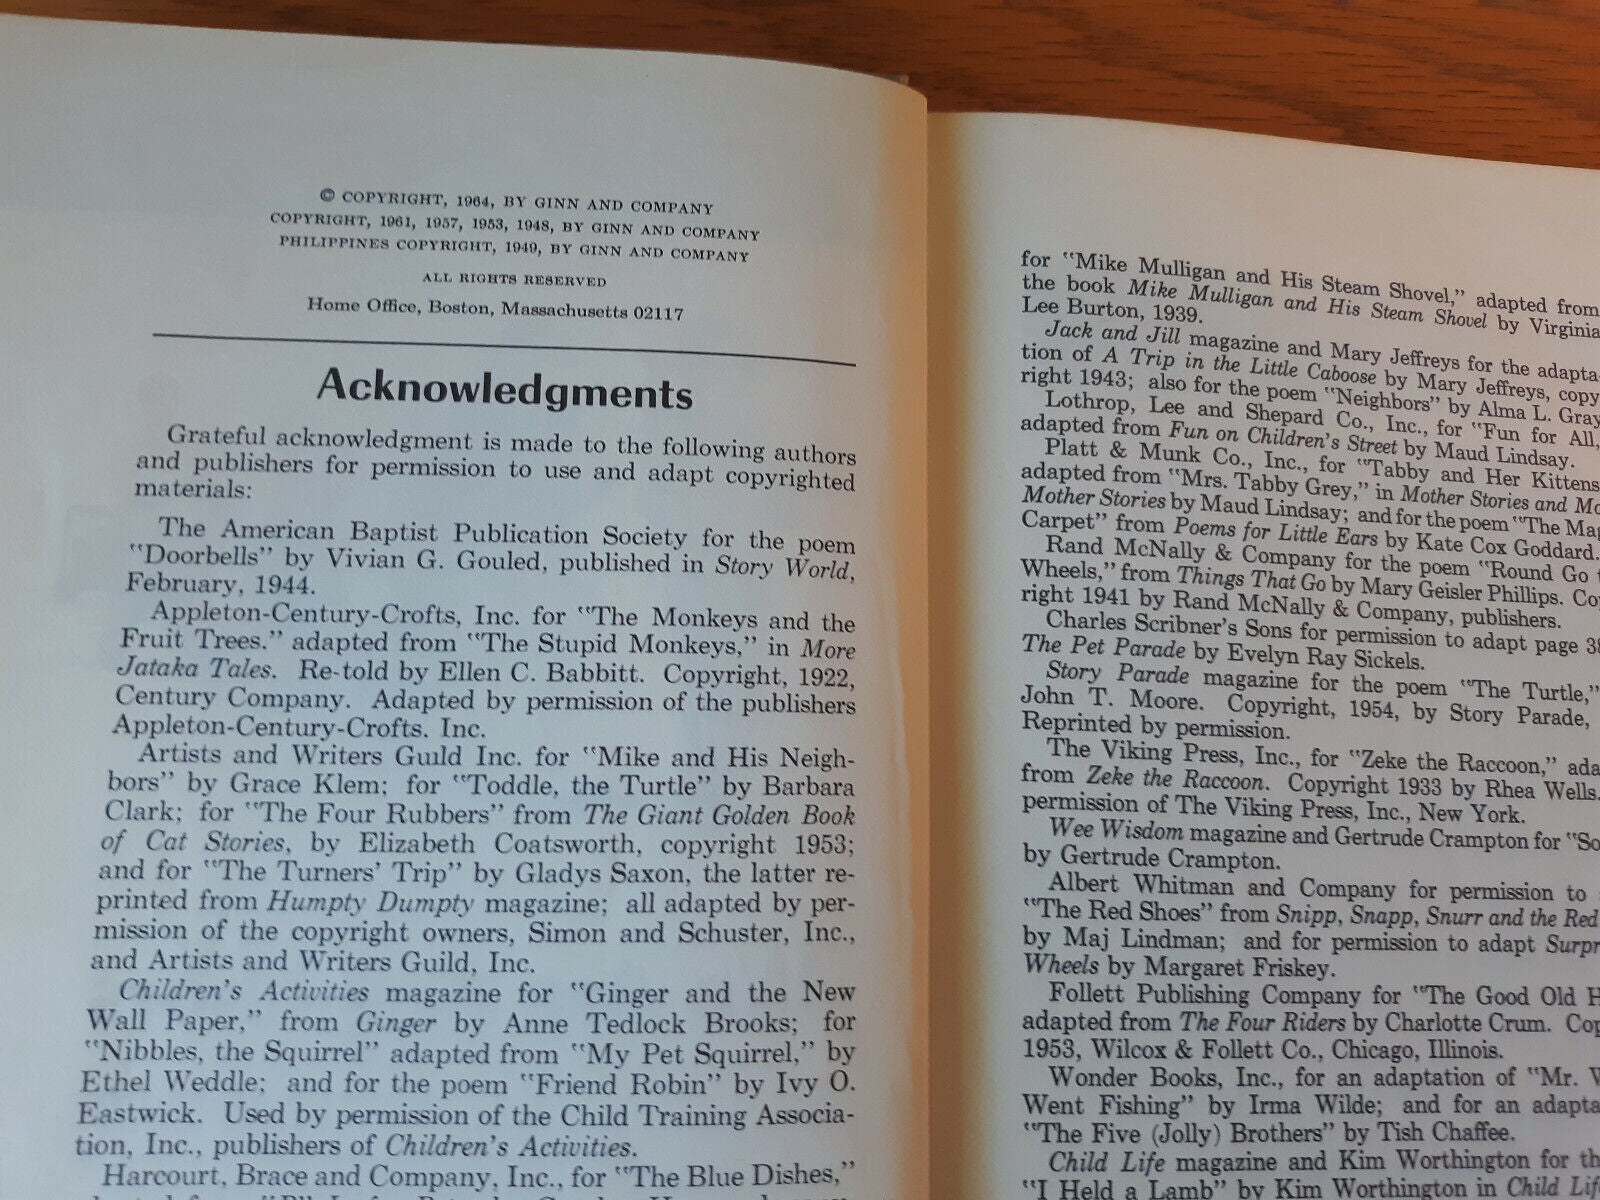 © COPYRIGHT, 1964, BY GINN AND COMPANY
COPYRIGHT, 1961, 1957, 1953, 1948, BY GINN AND COMPANY
PHILIPPINES COPYRIGHT, 1949, BY GINN AND COMPANY
ALL RIGHTS RESERVED
Home Office, Boston, Massachusetts 02117
Acknowledgments
Grateful acknowledgment is made to the following authors
and publishers for permission to use and adapt copyrighted
materials:
The American Baptist Publication Society for the poem
"Doorbells" by Vivian G. Gouled, published in Story World,
February, 1944.
Appleton-Century-Crofts, Inc. for "The Monkeys and the
Fruit Trees." adapted from "The Stupid Monkeys," in More
Jataka Tales. Re-told by Ellen C. Babbitt. Copyright, 1922,
Century Company. Adapted by permission of the publishers
Appleton-Century-Crofts. Inc.
Artists and Writers Guild Inc. for "Mike and His Neigh-
bors" by Grace Klem; for "Toddle, the Turtle" by Barbara
Clark; for "The Four Rubbers" from The Giant Golden Book
of Cat Stories, by Elizabeth Coatsworth, copyright 1953;
and for "The Turners' Trip" by Gladys Saxon, the latter re-
printed from Humpty Dumpty magazine; all adapted by per-
mission of the copyright owners, Simon and Schuster, Inc.,
and Artists and Writers Guild, Inc.
Children's Activities magazine for "Ginger and the New
Wall Paper," from Ginger by Anne Tedlock Brooks; for
"Nibbles, the Squirrel" adapted from "My Pet Squirrel," by
Ethel Weddle; and for the poem "Friend Robin" by Ivy O.
Eastwick. Used by permission of the Child Training Associa-
tion, Inc., publishers of Children's Activities.
Harcourt, Brace and Company, Inc., for "The Blue Dishes,"
for "Mike Mulligan and His Steam Shovel," adapted from
the book Mike Mulligan and His Steam Shovel by Virginia
Lee Burton, 1939.
Jack and Jill magazine and Mary Jeffreys for the adapta-
tion of A Trip in the Little Caboose by Mary Jeffreys, copy
right 1943; also for the poem "Neighbors" by Alma L. Gray
Lothrop, Lee and Shepard Co., Inc., for "Fun for All,
adapted from Fun on Children's Street by Maud Lindsay.
Platt & Munk Co., Inc., for "Tabby and Her Kittens
adapted from "Mrs. Tabby Grey," in Mother Stories and Mo
Mother Stories by Maud Lindsay; and for the poem "The Mag
Carpet" from Poems for Little Ears by Kate Cox Goddard.
Rand McNally & Company for the poem "Round Go
Wheels," from Things That Go by Mary Geisler Phillips. Co
right 1941 by Rand McNally & Company, publishers.
Charles Scribner's Sons for permission to adapt page 38
The Pet Parade by Evelyn Ray Sickels.
Story Parade magazine for the poem "The Turtle,"
John T. Moore. Copyright, 1954, by Story Parade,
Reprinted by permission.
The Viking Press, Inc., for "Zeke the Raccoon," ada
from Zeke the Raccoon. Copyright 1933 by Rhea Wells.
permission of The Viking Press, Inc., New York.
Wee Wisdom magazine and Gertrude Crampton for "So
by Gertrude Crampton.
Albert Whitman and Company for permission to
"The Red Shoes" from Snipp, Snapp, Snurr and the Red
by Maj Lindman; and for permission to adapt Surpr
Wheels by Margaret Friskey.
Follett Publishing Company for "The Good Old H
adapted from The Four Riders by Charlotte Crum. Cop
1953, Wilcox & Follett Co., Chicago, Illinois.
Wonder Books, Inc., for an adaptation of "Mr. W
Went Fishing" by Irma Wilde; and for an adapta
"The Five (Jolly) Brothers" by Tish Chaffee.
Child Life magazine and Kim Worthington for th
"I Held a Lamb" by Kim Worthington in Child Lif